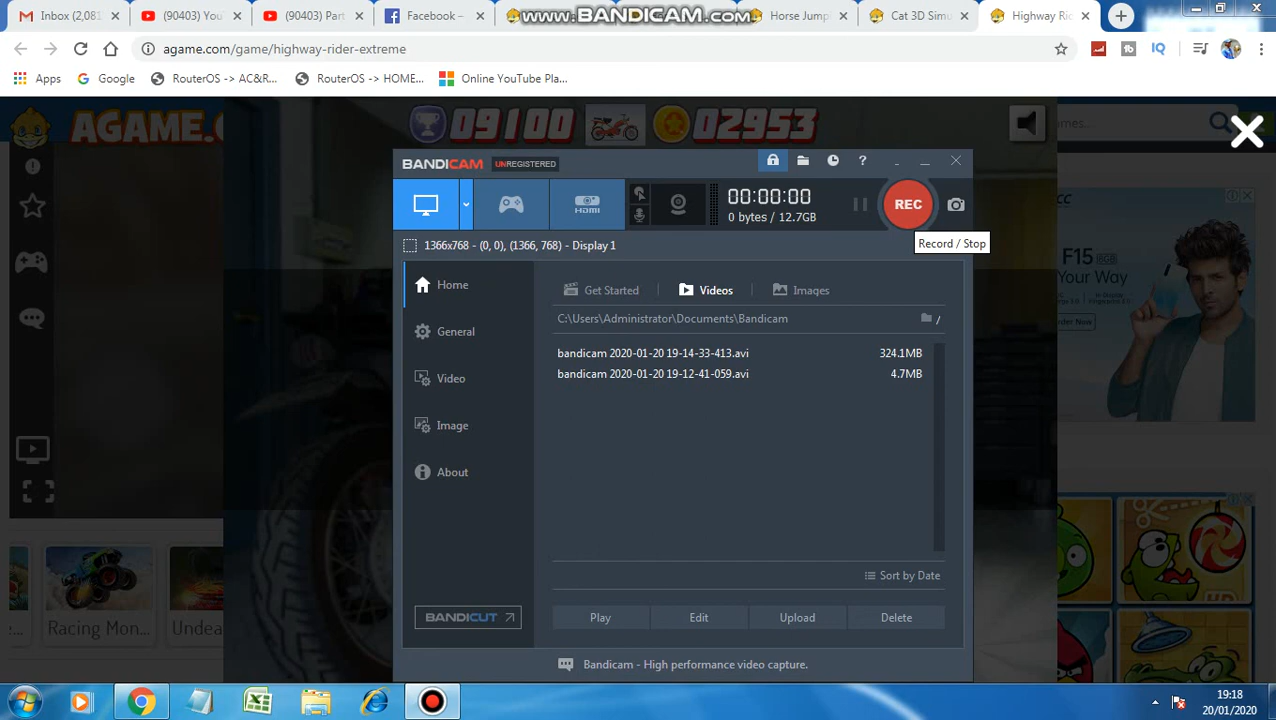 Inbox (2,081
(90403) You
(90403) Part
Facebook –
www.BANDICAM.com
Horse Jump
Cat 3D Simu
Highway Ric
agame.com/game/highway-rider-extreme
Apps
Google
RouterOS -> AC&R...
RouterOS -> HOME...
Online YouTube Pla...
AGAME.C
09100
02953
BANDICAM UNREGISTERED
HDMI
00:00:00
0 bytes / 12.7GB
REC
Record / Stop
1366x768 - (0, 0), (1366, 768) - Display 1
Home
General
Video
Image
About
BANDICUT
Get Started
Videos
Images
C:\Users\Administrator\Documents\Bandicam
/
bandicam 2020-01-20 19-14-33-413.avi 324.1MB
bandicam 2020-01-20 19-12-41-059.avi 4.7MB
Sort by Date
Play
Edit
Upload
Delete
Bandicam - High performance video capture.
F15
Your Way
Racing Mon...
Undea
HD
19:18
20/01/2020